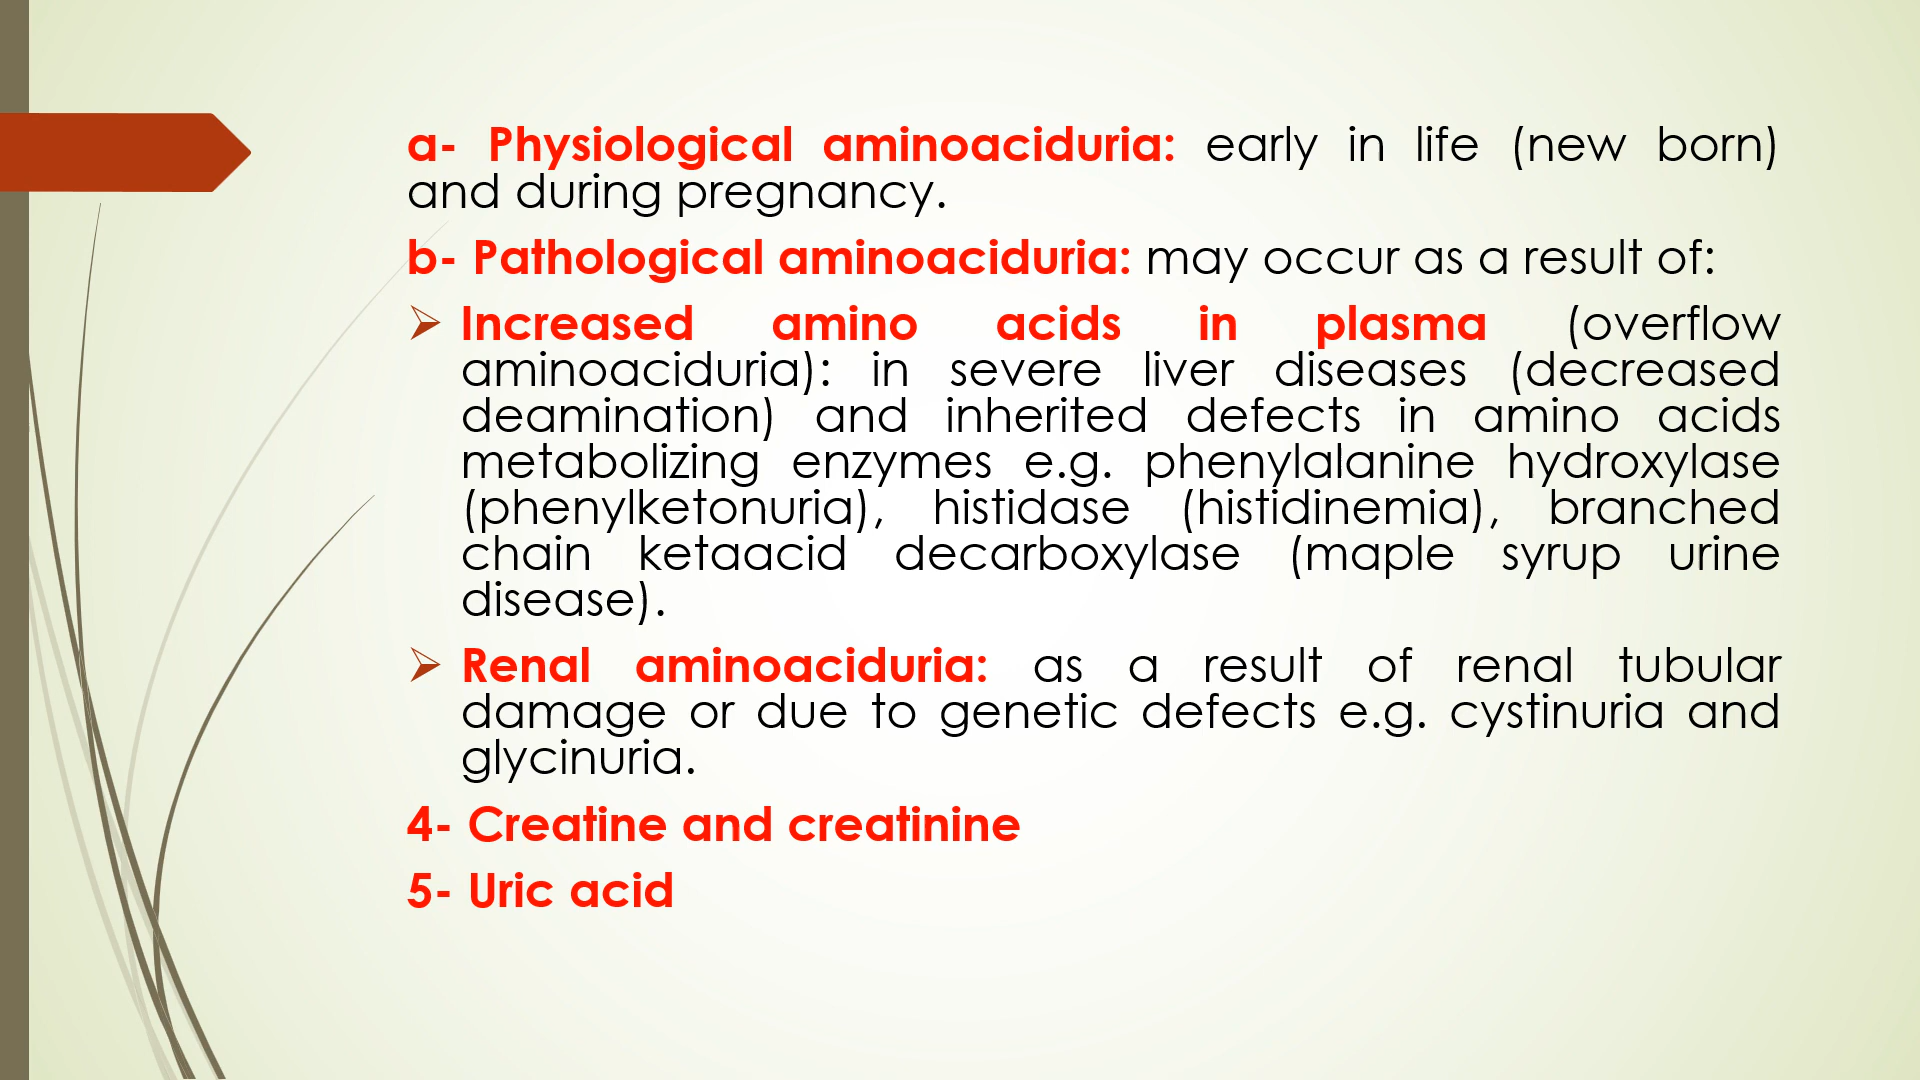 a- Physiological aminoaciduria: early in life (new born)
and during pregnancy.
b- Pathological aminoaciduria: may occur as a result of:
Increased amino acids in plasma (overflow
aminoaciduria): in severe liver diseases (decreased
deamination) and inherited defects in amino acids
metabolizing enzymes e.g. phenylalanine hydroxylase
(phenylketonuria), histidase (histidinemia), branched
chain ketaacid decarboxylase (maple syrup urine
disease).
Renal aminoaciduria: as a result of renal tubular
damage or due to genetic defects e.g. cystinuria and
glycinuria.
4- Creatine and creatinine
5- Uric acid